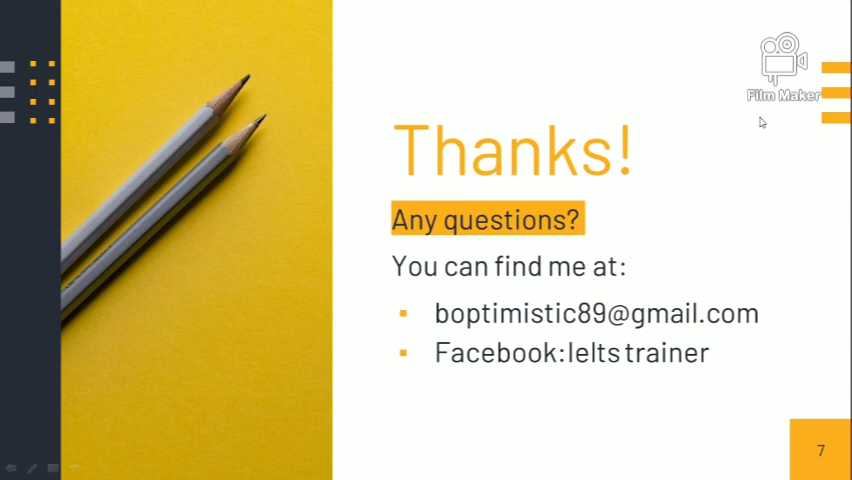 Film Maker
Thanks!
Any questions?
You can find me at:
boptimistic89@gmail.com
Facebook:Ielts trainer
7